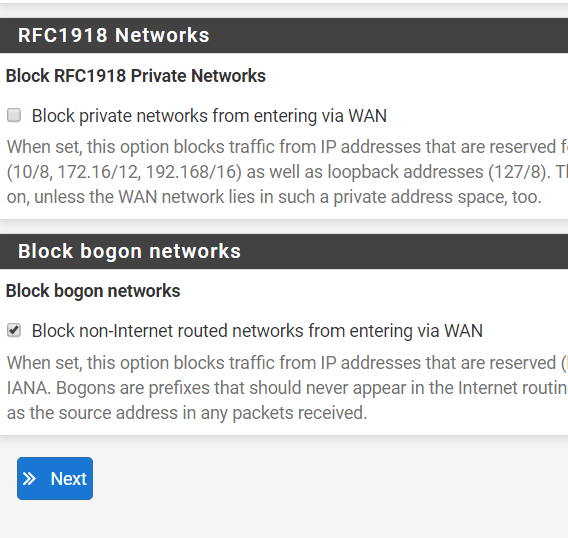 RFC1918 Networks
Block RFC1918 Private Networks
Block private networks from entering via WAN
When set, this option blocks traffic from IP addresses that are reserved
(10/8, 172.16/12, 192.168/16) as well as loopback addresses (127/8).
on, unless the WAN network lies in such a private address space, too.
Block bogon networks
Block bogon networks
Block non-Internet routed networks from entering via WAN
When set, this option blocks traffic from IP addresses that are reserved
IANA. Bogons are prefixes that should never appear in the Internet
as the source address in any packets received.
Next